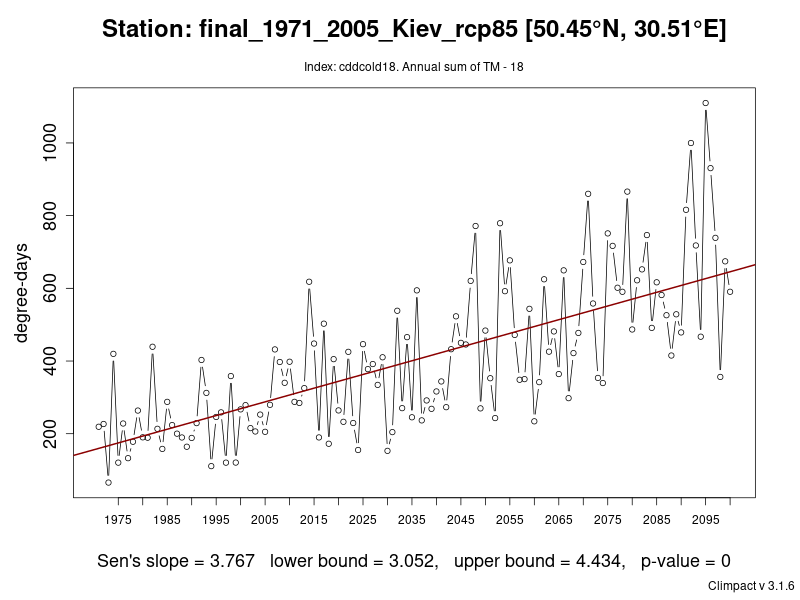 Station: final_1971_2005_Kiev_rcp85 [50.45°N, 30.51°E]
Index: cddcold18. Annual sum of TM - 18
degree-days
1000
800
600
400
200
1975 1985 1995 2005 2015 2025 2035 2045 2055 2065 2075 2085 2095
Sen's slope = 3.767 lower bound = 3.052, upper bound = 4.434, p-value = 0
Climpact v 3.1.6